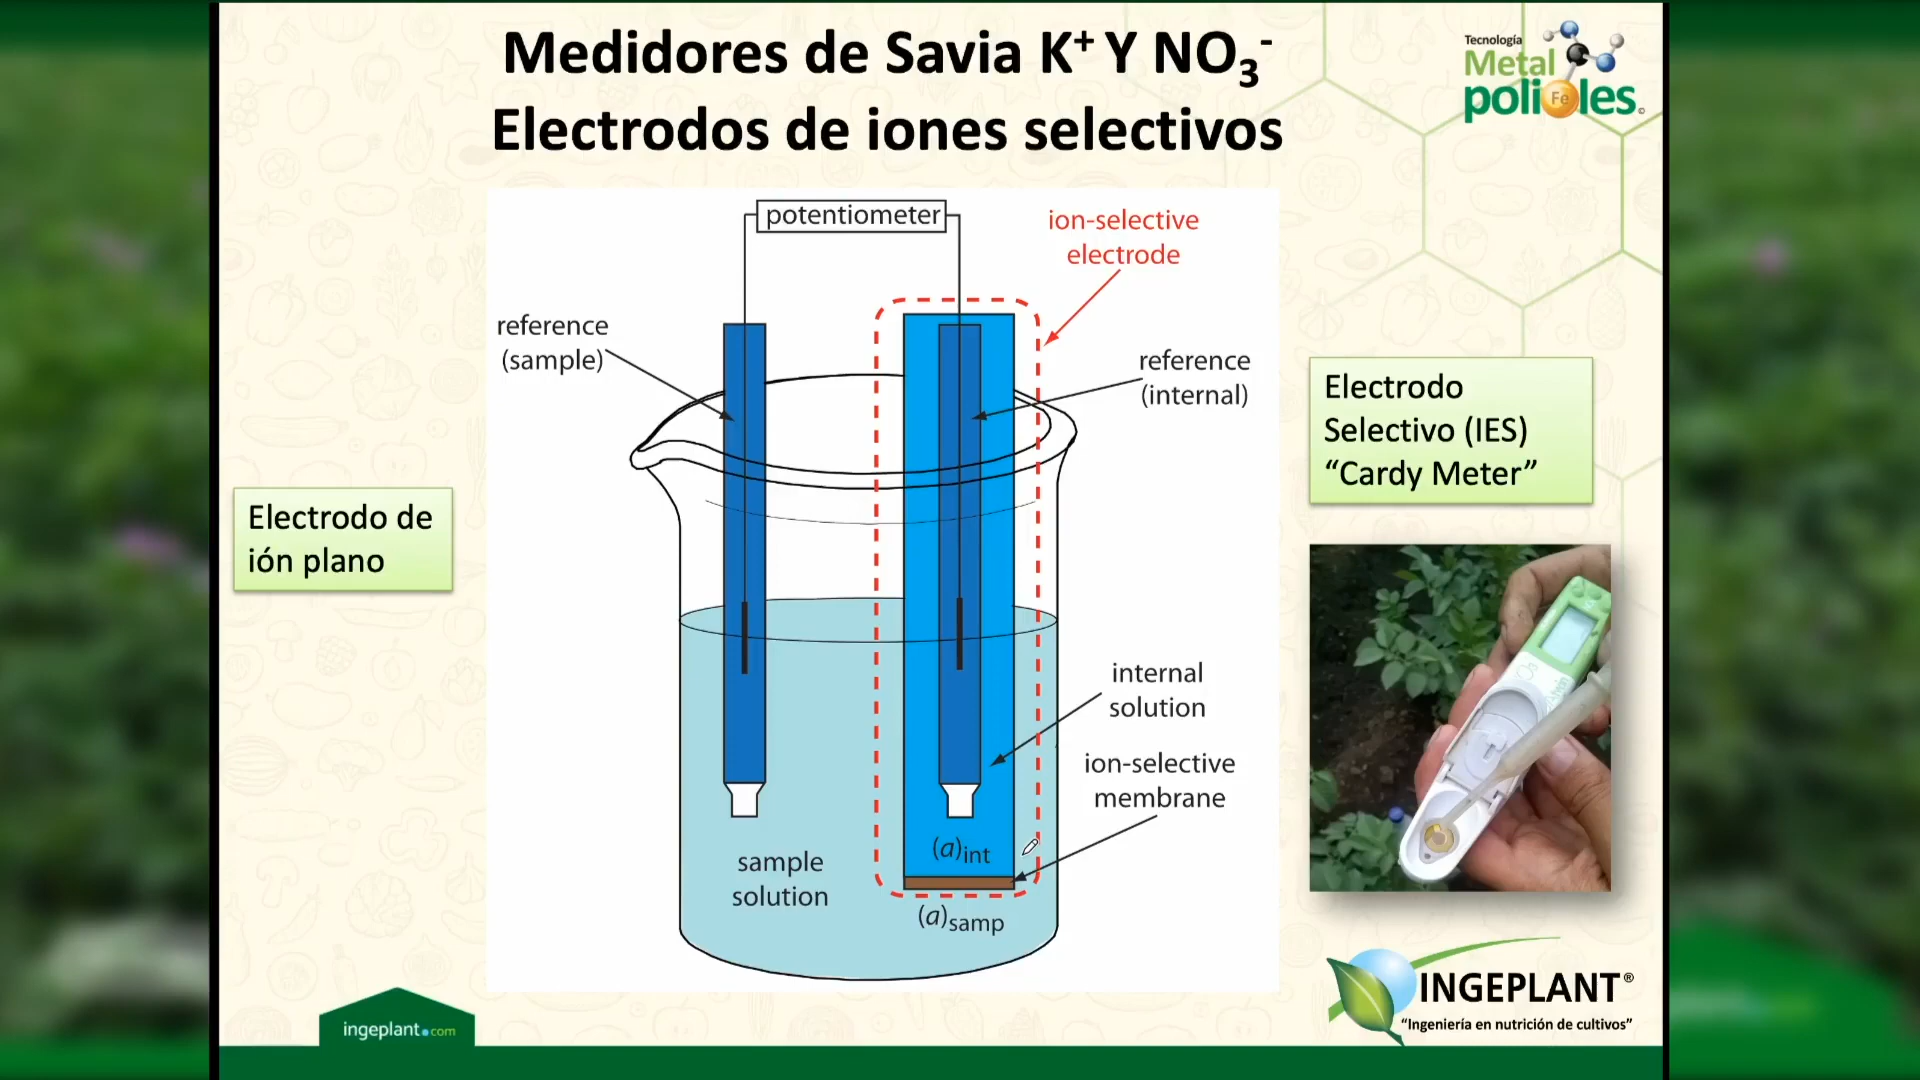 Medidores de Savia K⁺ Y NO₃⁻
Electrodos de iones selectivos
Tecnología
Metal
polioles
Fe
potentiometer
ion-selective
electrode
reference
(sample)
reference
(internal)
Electrodo
Selectivo (IES)
“Cardy Meter”
Electrodo de
ión plano
internal
solution
ion-selective
membrane
(a)int
sample
solution
(a)samp
INGEPLANT®
“Ingeniería en nutrición de cultivos”
ingeplant.com